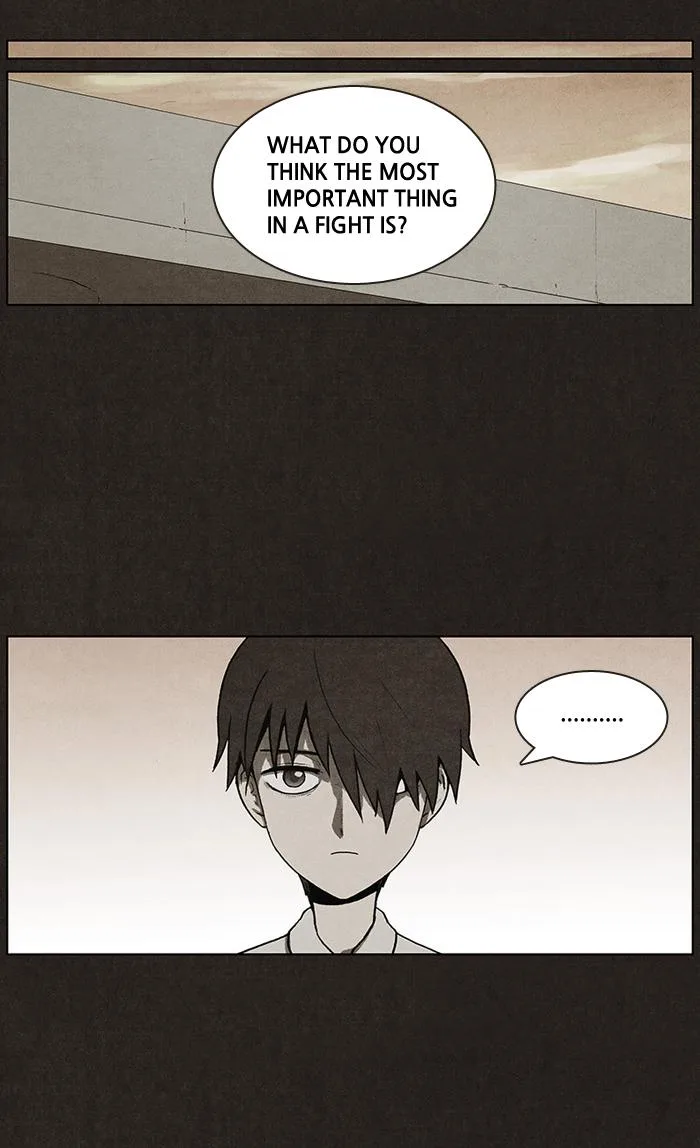 WHAT DO YOU
THINK THE MOST
IMPORTANT THING
IN A FIGHT IS?
..........